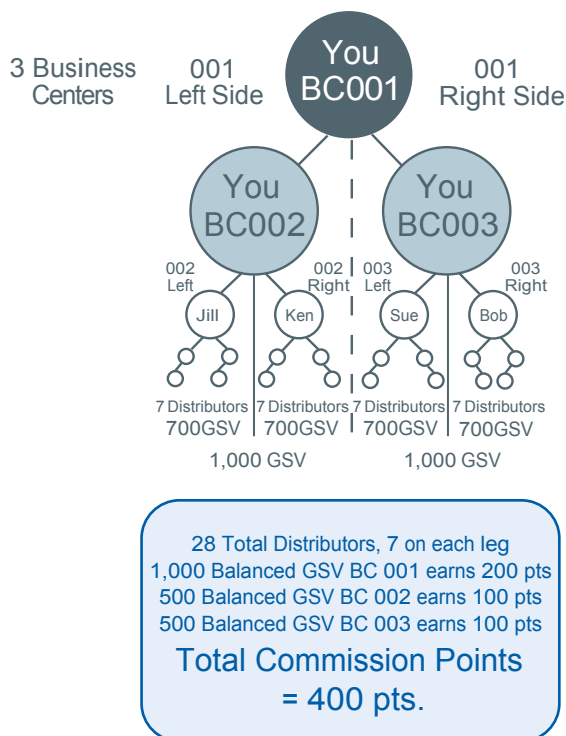 3 Business
Centers
001
Left Side
You
BC001
001
Right Side
You
BC002
You
BC003
002
Left
002
Right
003
Left
003
Right
Jill
Ken
Sue
Bob
7 Distributors
700GSV
7 Distributors
700GSV
7 Distributors
700GSV
7 Distributors
700GSV
1,000 GSV
1,000 GSV
28 Total Distributors, 7 on each leg
1,000 Balanced GSV BC 001 earns 200 pts
500 Balanced GSV BC 002 earns 100 pts
500 Balanced GSV BC 003 earns 100 pts
Total Commission Points
= 400 pts.